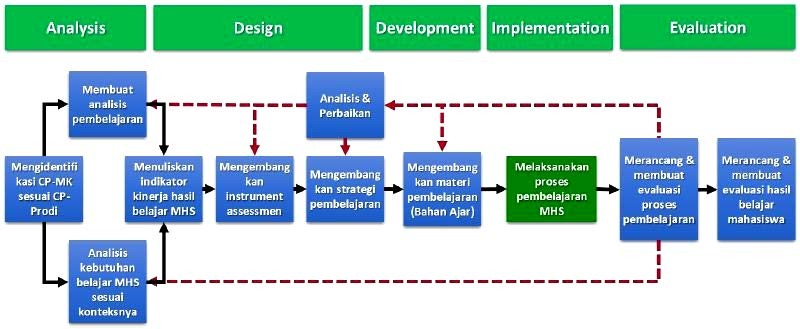 Analysis
Design
Development
Implementation
Evaluation
Membuat
analisis
pembelajaran
Analisis &
Perbaikan
Mengidentifi
kasi CP-MK
sesuai CP-
Prodi
Menuliskan
indikator
kinerja hasil
belajar MHS
Mengembang
kan
instrument
assessmen
Mengembang
kan strategi
pembelajaran
Mengembang
kan materi
pembelajaran
(Bahan Ajar)
Melaksanakan
proses
pembelajaran
MHS
Merancang &
membuat
evaluasi
proses
pembelajaran
Merancang &
membuat
evaluasi hasil
belajar
mahasiswa
Analisis
kebutuhan
belajar MHS
sesuai
konteksnya